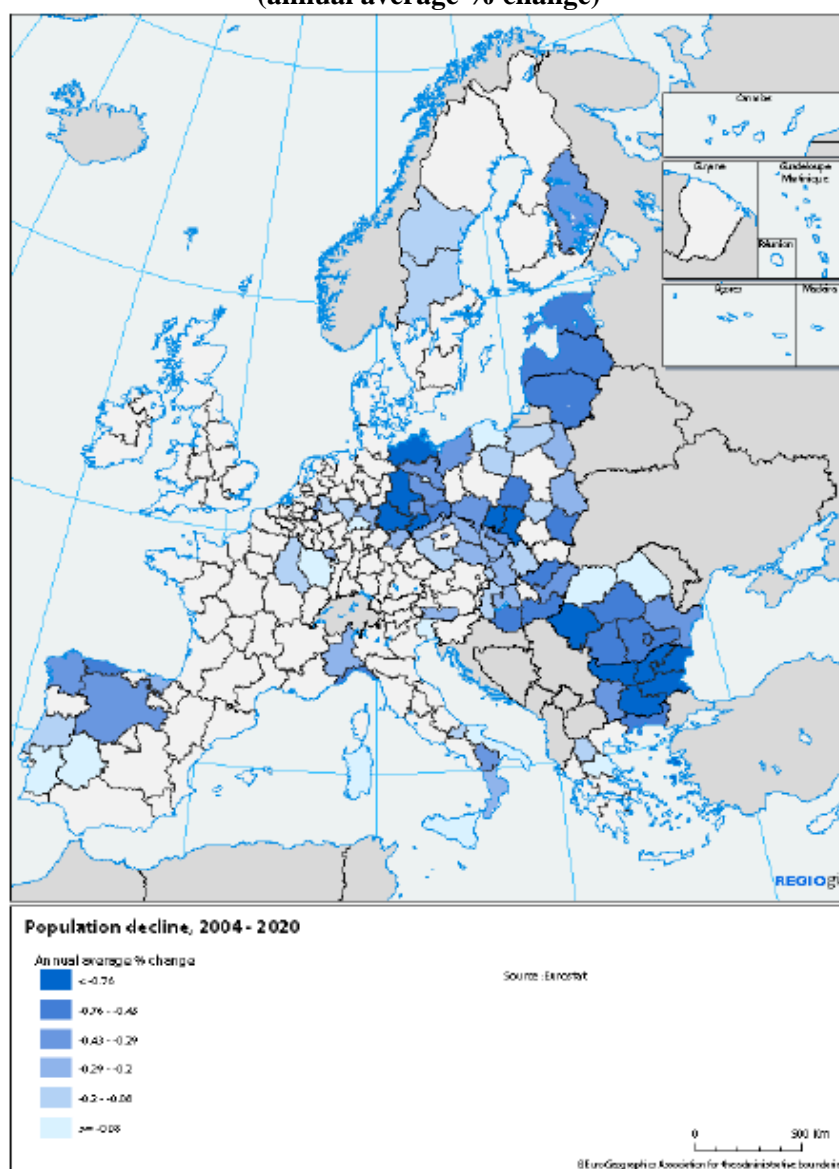 (annual average % change)
Canarias
Guyane
Guadeloupe
Martinique
Réunion
Açores
Madeira
REGIOgi
Population decline, 2004 - 2020
Annual average % change
Source : Eurostat
< -0.76
-0.76 - -0.43
-0.43 - -0.29
-0.29 - -0.2
-0.2 - -0.08
>= -0.08
0 500 Km
© EuroGeographics Association for the administrative boundari